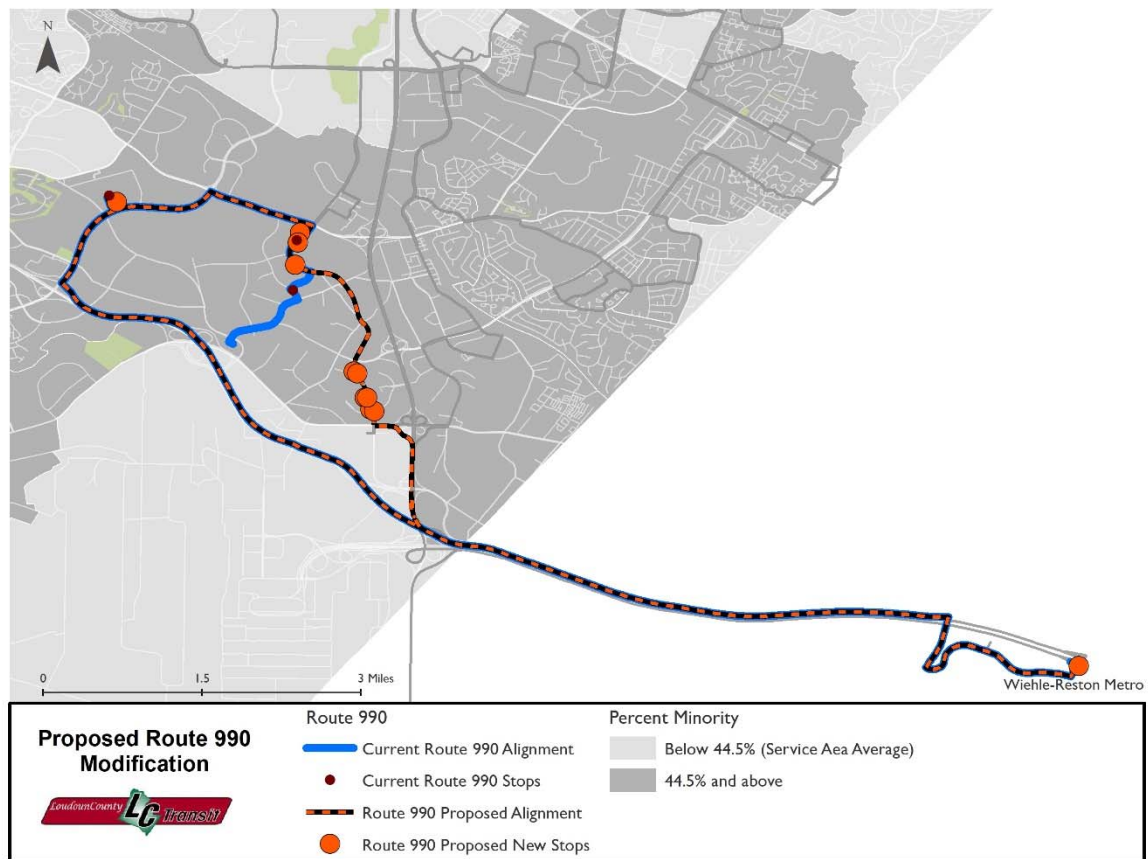 N
0 1.5 3 Miles
Wiehle-Reston Metro
Proposed Route 990
Modification
LoudounCounty LC Transit
Route 990
Current Route 990 Alignment
Current Route 990 Stops
Route 990 Proposed Alignment
Route 990 Proposed New Stops
Percent Minority
Below 44.5% (Service Aea Average)
44.5% and above